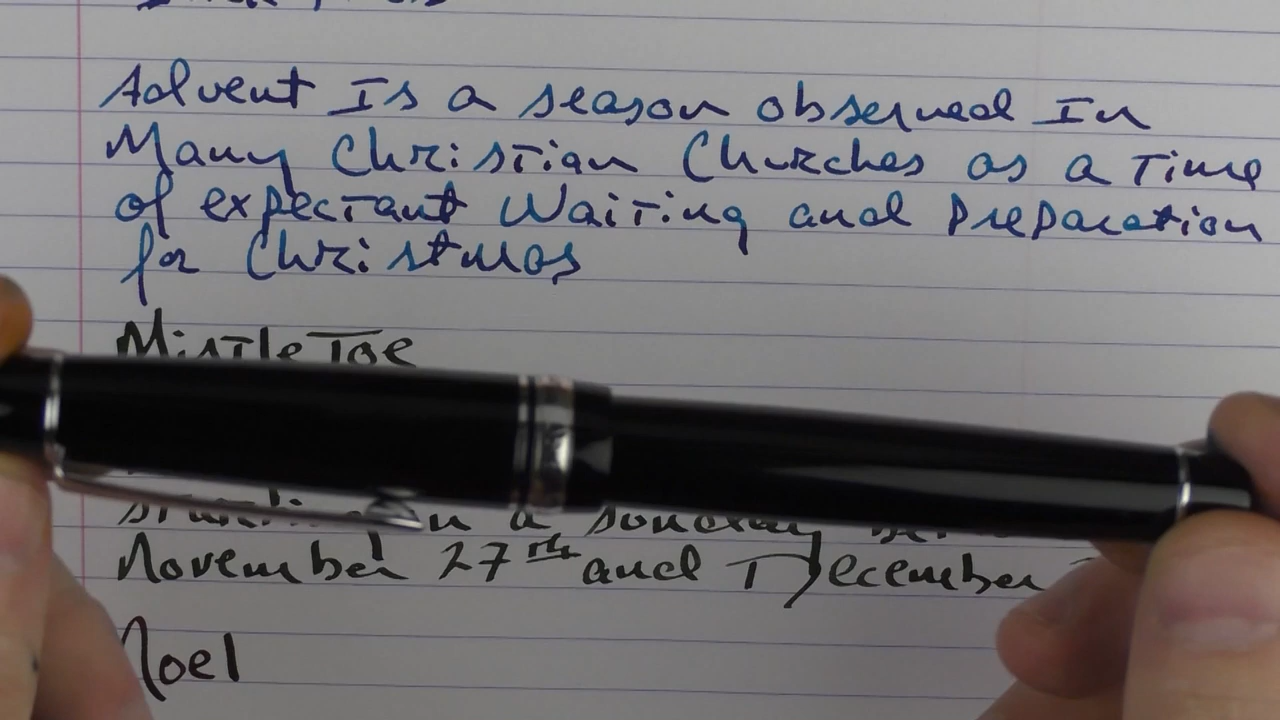 Advent Is a season observed In
Many Christian Churches as a Time
of expectant Waiting and Preparation
for Christmas
MistleToe
a sunday
November 27th and December
Noel